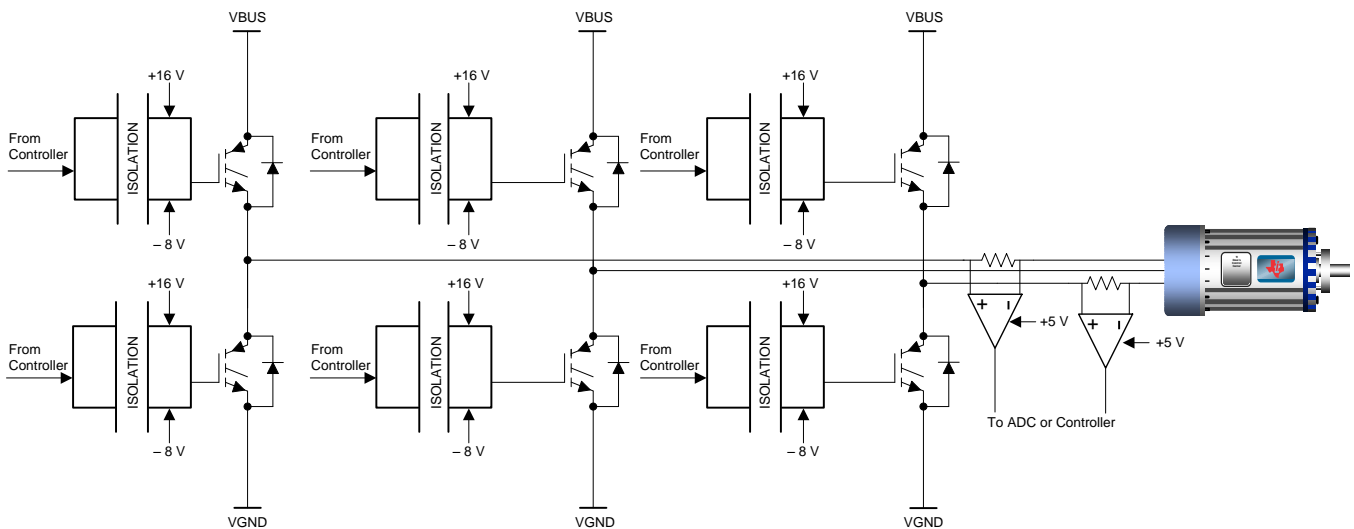 VBUS
VBUS
VBUS
+16 V
+16 V
+16 V
From
Controller
ISOLATION
From
Controller
ISOLATION
From
Controller
ISOLATION
– 8 V
– 8 V
– 8 V
+16 V
+16 V
+16 V
+ –
+5 V
+ –
+5 V
From
Controller
ISOLATION
From
Controller
ISOLATION
From
Controller
ISOLATION
To ADC or Controller
– 8 V
– 8 V
– 8 V
VGND
VGND
VGND